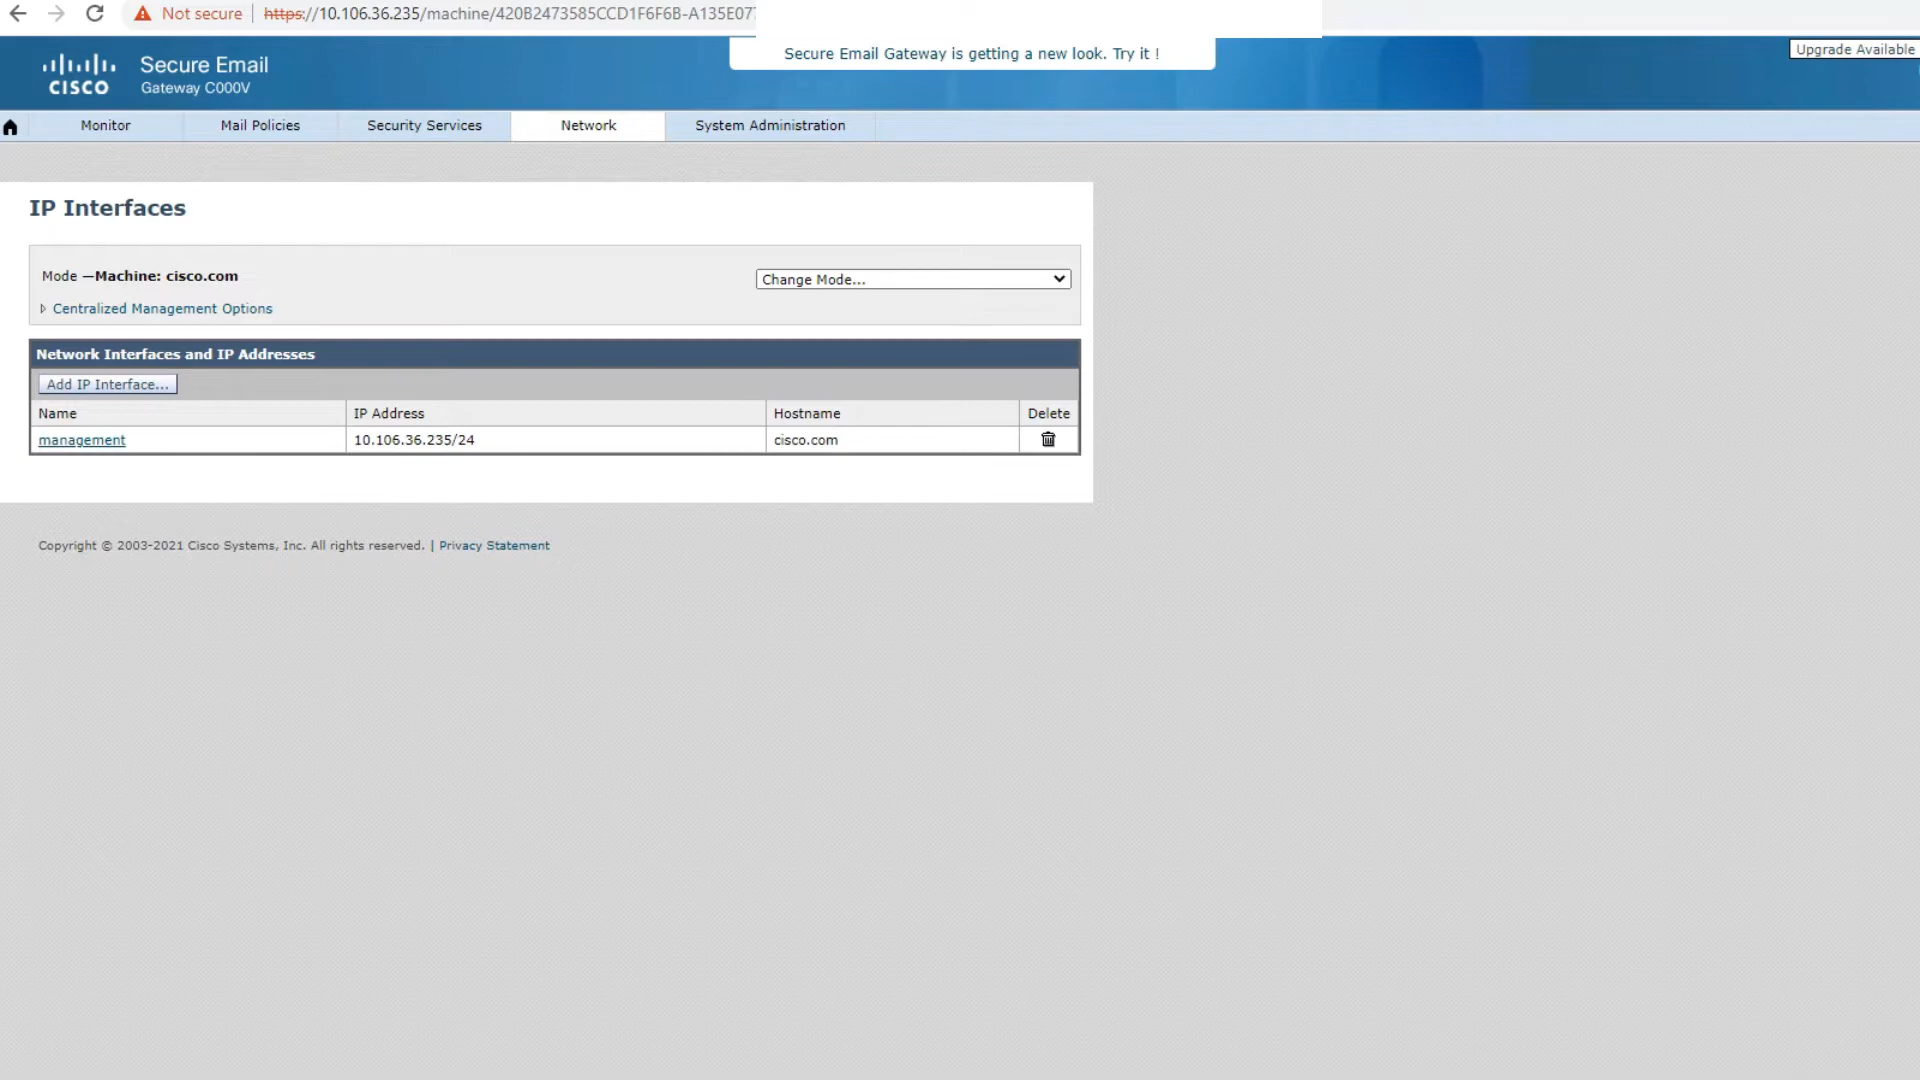 Not secure | https://10.106.36.235/machine/420B2473585CCD1F6F6B-A135E07
Secure Email Gateway is getting a new look. Try it !
Upgrade Available
CISCO
Secure Email
Gateway C000V
Monitor
Mail Policies
Security Services
Network
System Administration
IP Interfaces
Mode —Machine: cisco.com
Change Mode...
Centralized Management Options
Network Interfaces and IP Addresses
Add IP Interface...
Name IP Address Hostname Delete
management 10.106.36.235/24 cisco.com
Copyright © 2003-2021 Cisco Systems, Inc. All rights reserved. | Privacy Statement